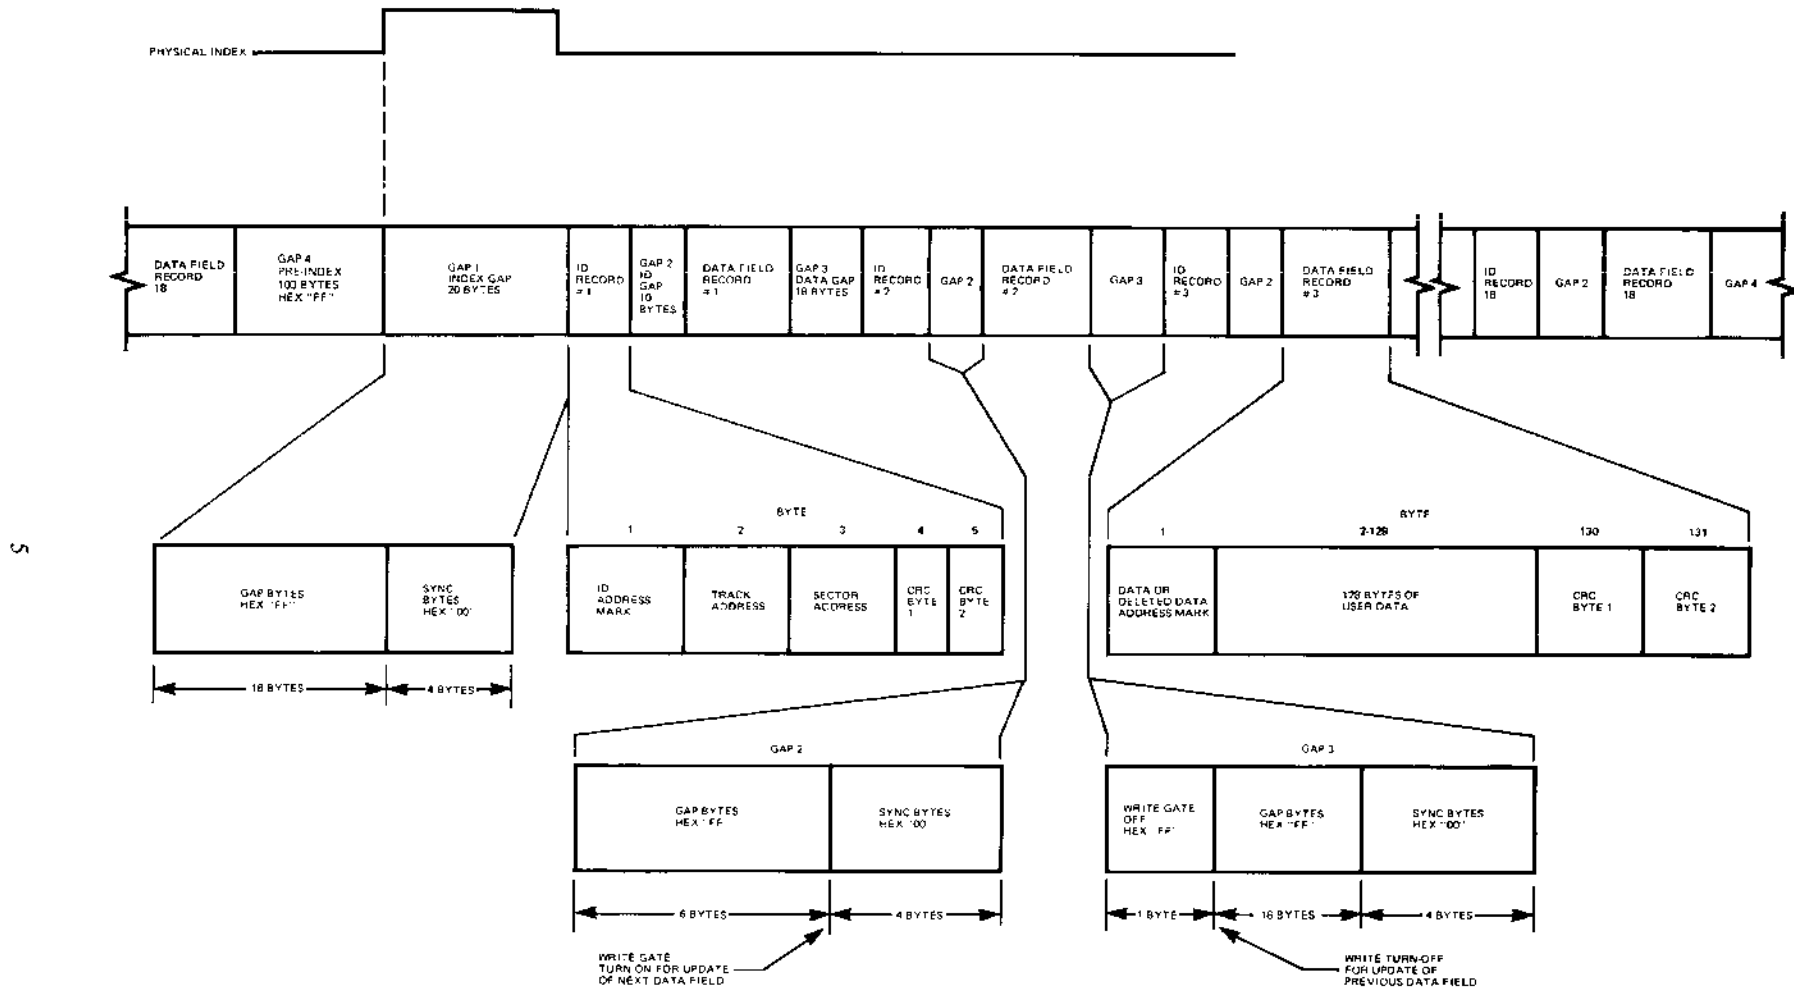 PHYSICAL INDEX
DATA FIELD
RECORD
18
GAP 4
PRE-INDEX
100 BYTES
HEX "FF"
GAP 1
INDEX GAP
20 BYTES
ID
RECORD
#1
GAP 2
ID
GAP
10
BYTES
DATA FIELD
RECORD
#1
GAP 3
DATA GAP
18 BYTES
ID
RECORD
#2
GAP 2
DATA FIELD
RECORD
#2
GAP 3
ID
RECORD
#3
GAP 2
DATA FIELD
RECORD
#3
ID
RECORD
18
GAP 2
DATA FIELD
RECORD
18
GAP 4
BYTE
1 2 3 4 5
BYTE
1 2-129 130 131
5
GAP BYTES
HEX "FF"
SYNC
BYTES
HEX "00"
ID
ADDRESS
MARK
TRACK
ADDRESS
SECTOR
ADDRESS
CRC
BYTE
1
CRC
BYTE
2
DATA OR
DELETED DATA
ADDRESS MARK
128 BYTES OF
USER DATA
CRC
BYTE 1
CRC
BYTE 2
16 BYTES
4 BYTES
GAP 2
GAP 3
GAP BYTES
HEX "FF"
SYNC BYTES
HEX "00"
WRITE GATE
OFF
HEX "FF"
GAP BYTES
HEX "FF"
SYNC BYTES
HEX "00"
6 BYTES
4 BYTES
1 BYTE
4 BYTES
WRITE GATE
TURN ON FOR UPDATE
OF NEXT DATA FIELD
WRITE TURN-OFF
FOR UPDATE OF
PREVIOUS DATA FIELD